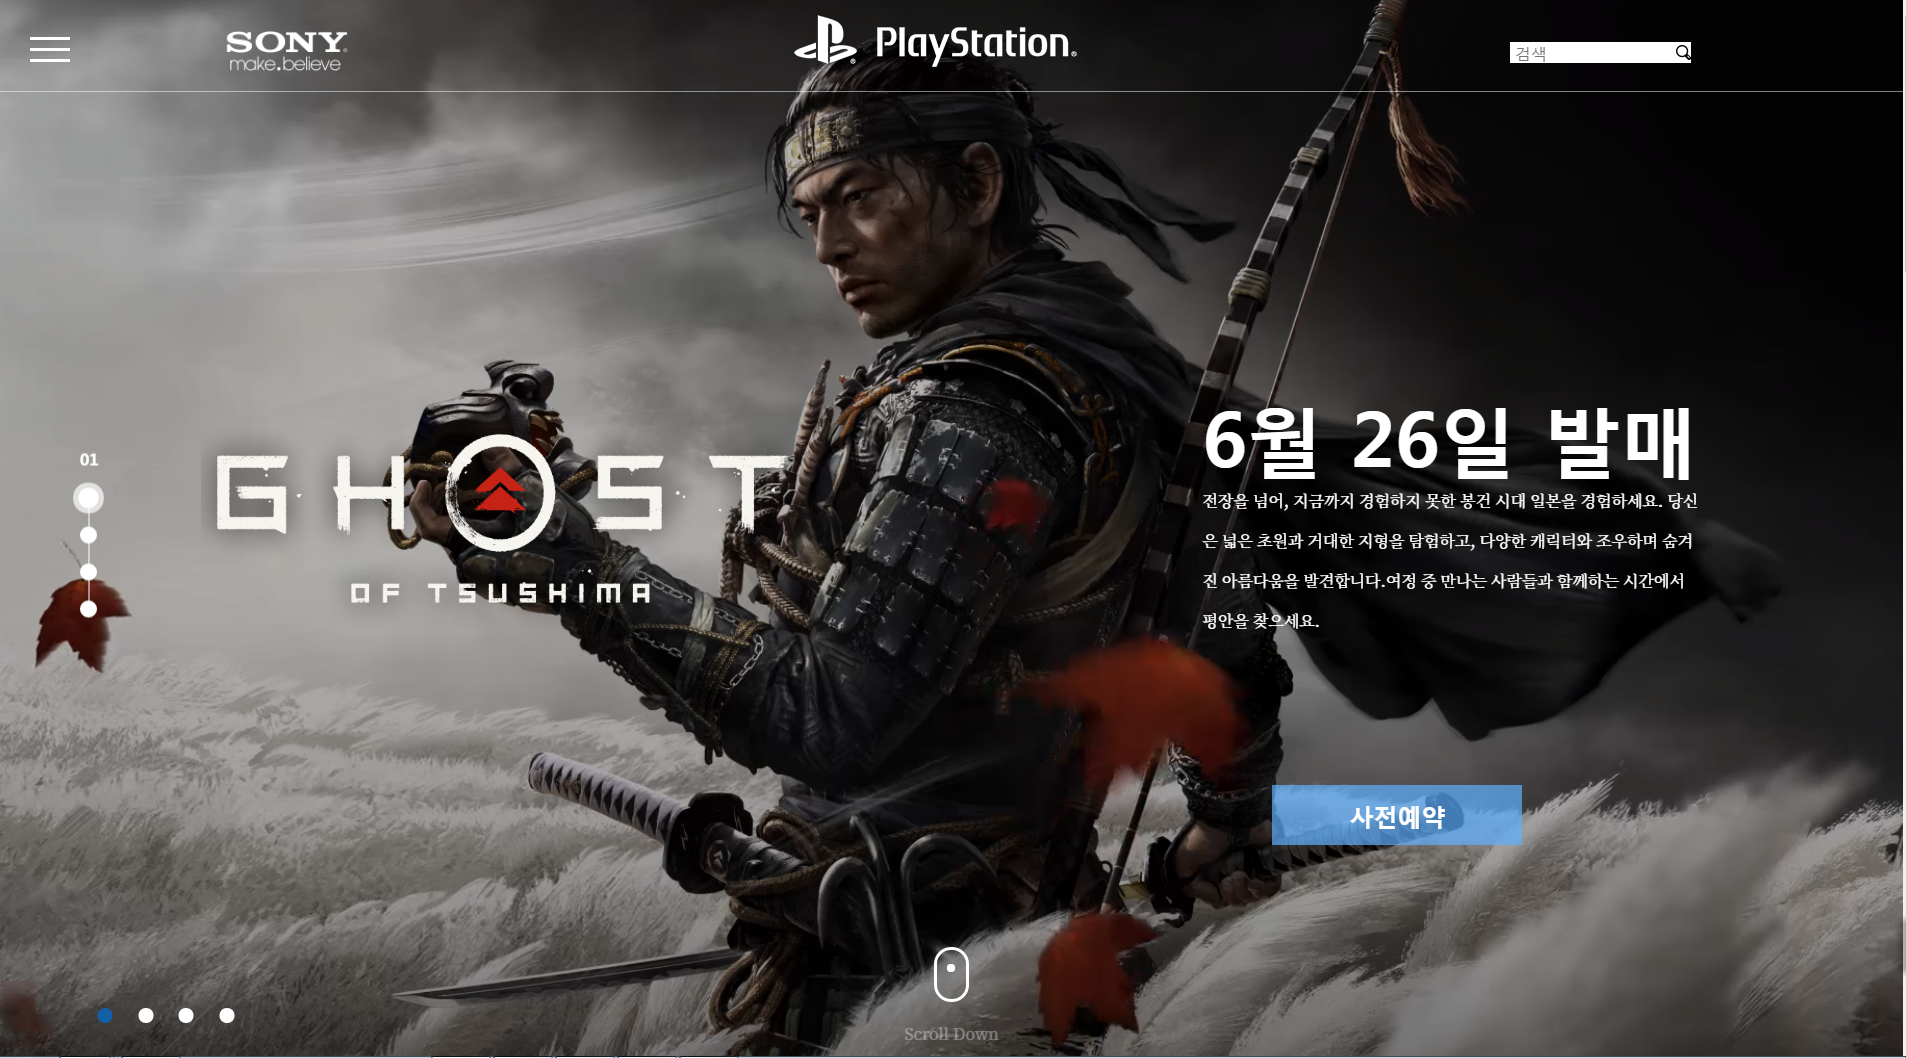 SONY
make.believe
PlayStation
검색
6월 26일 발매
전장을 넘어, 지금까지 경험하지 못한 봉건 시대 일본을 경험하세요. 당신
은 넓은 초원과 거대한 지형을 탐험하고, 다양한 캐릭터와 조우하며 숨겨
진 아름다움을 발견합니다.여정 중 만나는 사람들과 함께하는 시간에서
평안을 찾으세요.
01
GHOST
OF TSUSHIMA
사전예약
Scroll Down